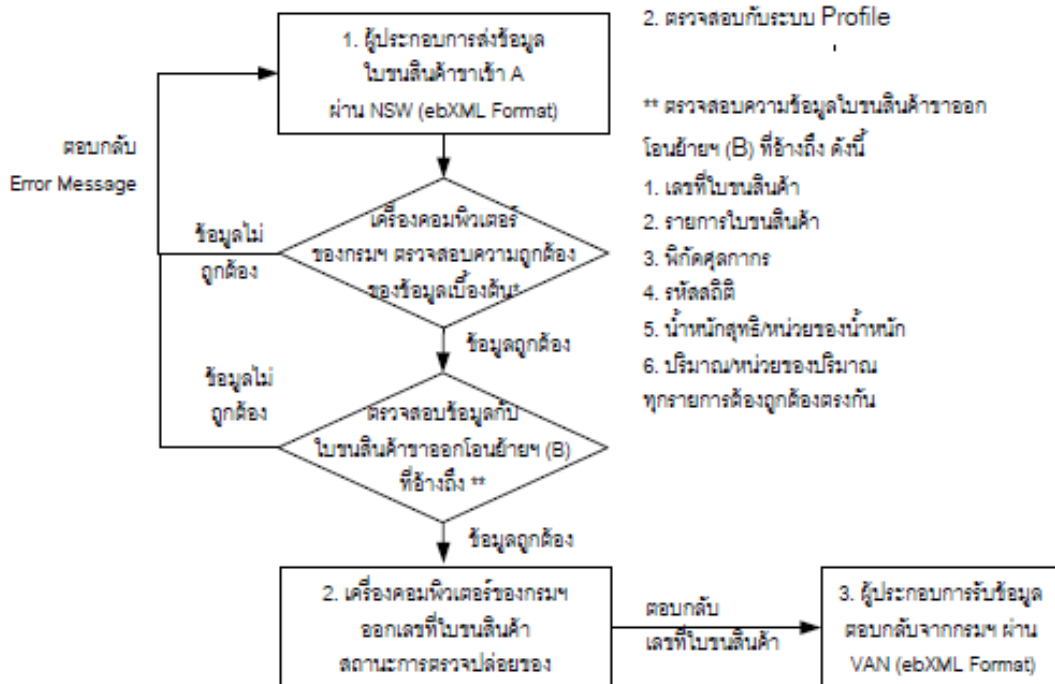 1. ผู้ประกอบการส่งข้อมูล
ใบขนสินค้าขาเข้า A
ผ่าน NSW (ebXML Format)
2. ตรวจสอบกับระบบ Profile
** ตรวจสอบความข้อมูลใบขนสินค้าขาออก
โอนย้ายฯ (B) ที่อ้างถึง ดังนี้
1. เลขที่ใบขนสินค้า
2. รายการใบขนสินค้า
3. พิกัดศุลกากร
4. รหัสสถิติ
5. น้ำหนักสุทธิ/หน่วยของน้ำหนัก
6. ปริมาณ/หน่วยของปริมาณ
ทุกรายการต้องถูกต้องตรงกัน
ตอบกลับ
Error Message
เครื่องคอมพิวเตอร์
ของกรมฯ ตรวจสอบความถูกต้อง
ของข้อมูลเบื้องต้น*
ข้อมูลไม่
ถูกต้อง
ข้อมูลถูกต้อง
ตรวจสอบข้อมูลกับ
ใบขนสินค้าขาออกโอนย้ายฯ (B)
ที่อ้างถึง **
ข้อมูลไม่
ถูกต้อง
ข้อมูลถูกต้อง
2. เครื่องคอมพิวเตอร์ของกรมฯ
ออกเลขที่ใบขนสินค้า
สถานะการตรวจปล่อยของ
ตอบกลับ
เลขที่ใบขนสินค้า
3. ผู้ประกอบการรับข้อมูล
ตอบกลับจากกรมฯ ผ่าน
VAN (ebXML Format)